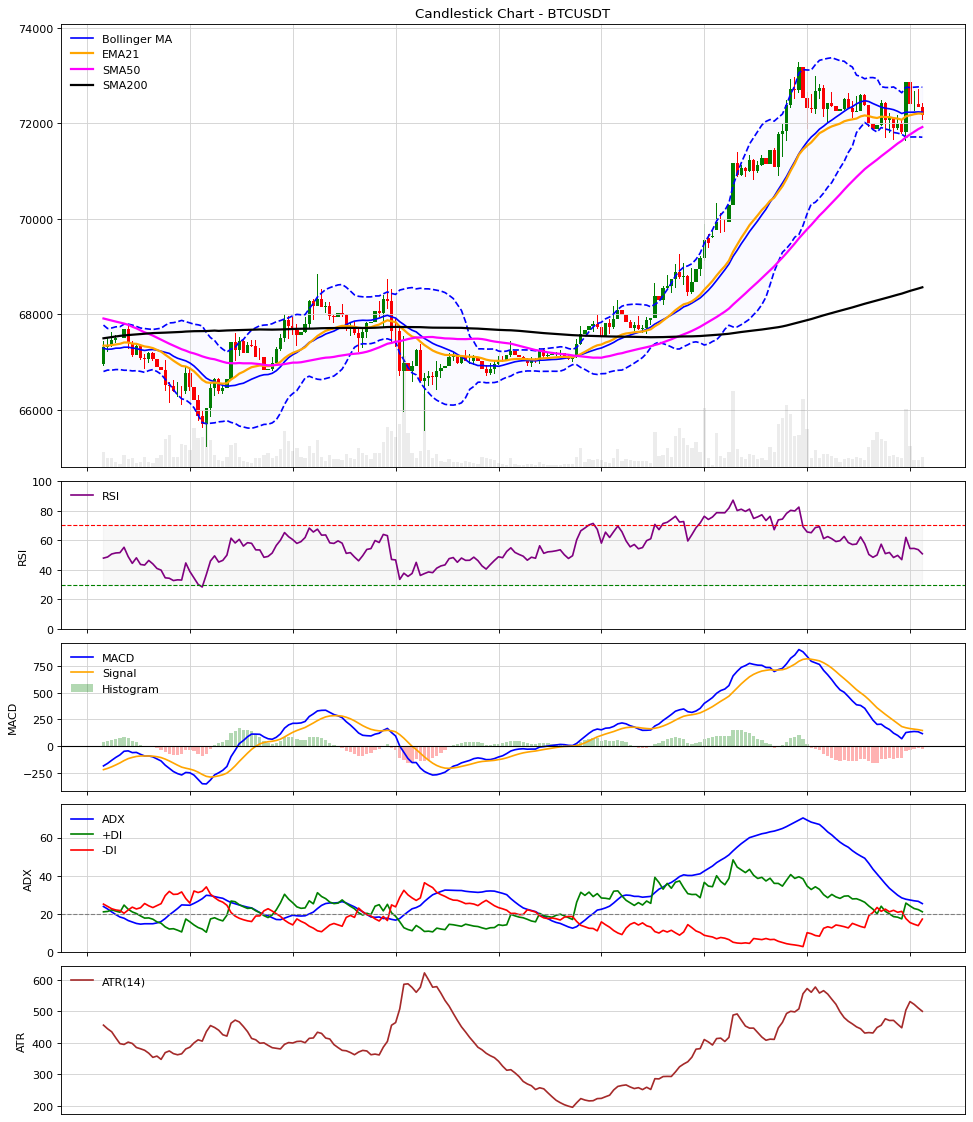 Candlestick Chart - BTCUSDT
74000
72000
70000
68000
66000
Bollinger MA
EMA21
SMA50
SMA200
100
80
60
40
20
0
RSI
RSI
750
500
250
0
−250
MACD
MACD
Signal
Histogram
60
40
20
0
ADX
ADX
+DI
-DI
600
500
400
300
200
ATR
ATR(14)